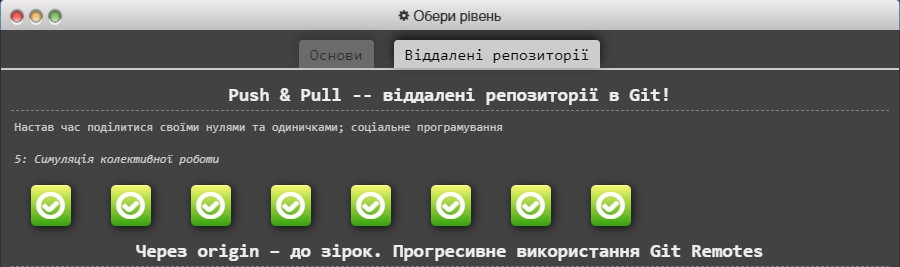 Обери рівень
Основи
Віддалені репозиторії
Push & Pull -- віддалені репозиторії в Git!
Настав час поділитися своїми нулями та одиничками; соціальне програмування
5: Симуляція колективної роботи
Через origin – до зірок. Прогресивне використання Git Remotes